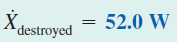 Ẋdestroyed = 52.0 W